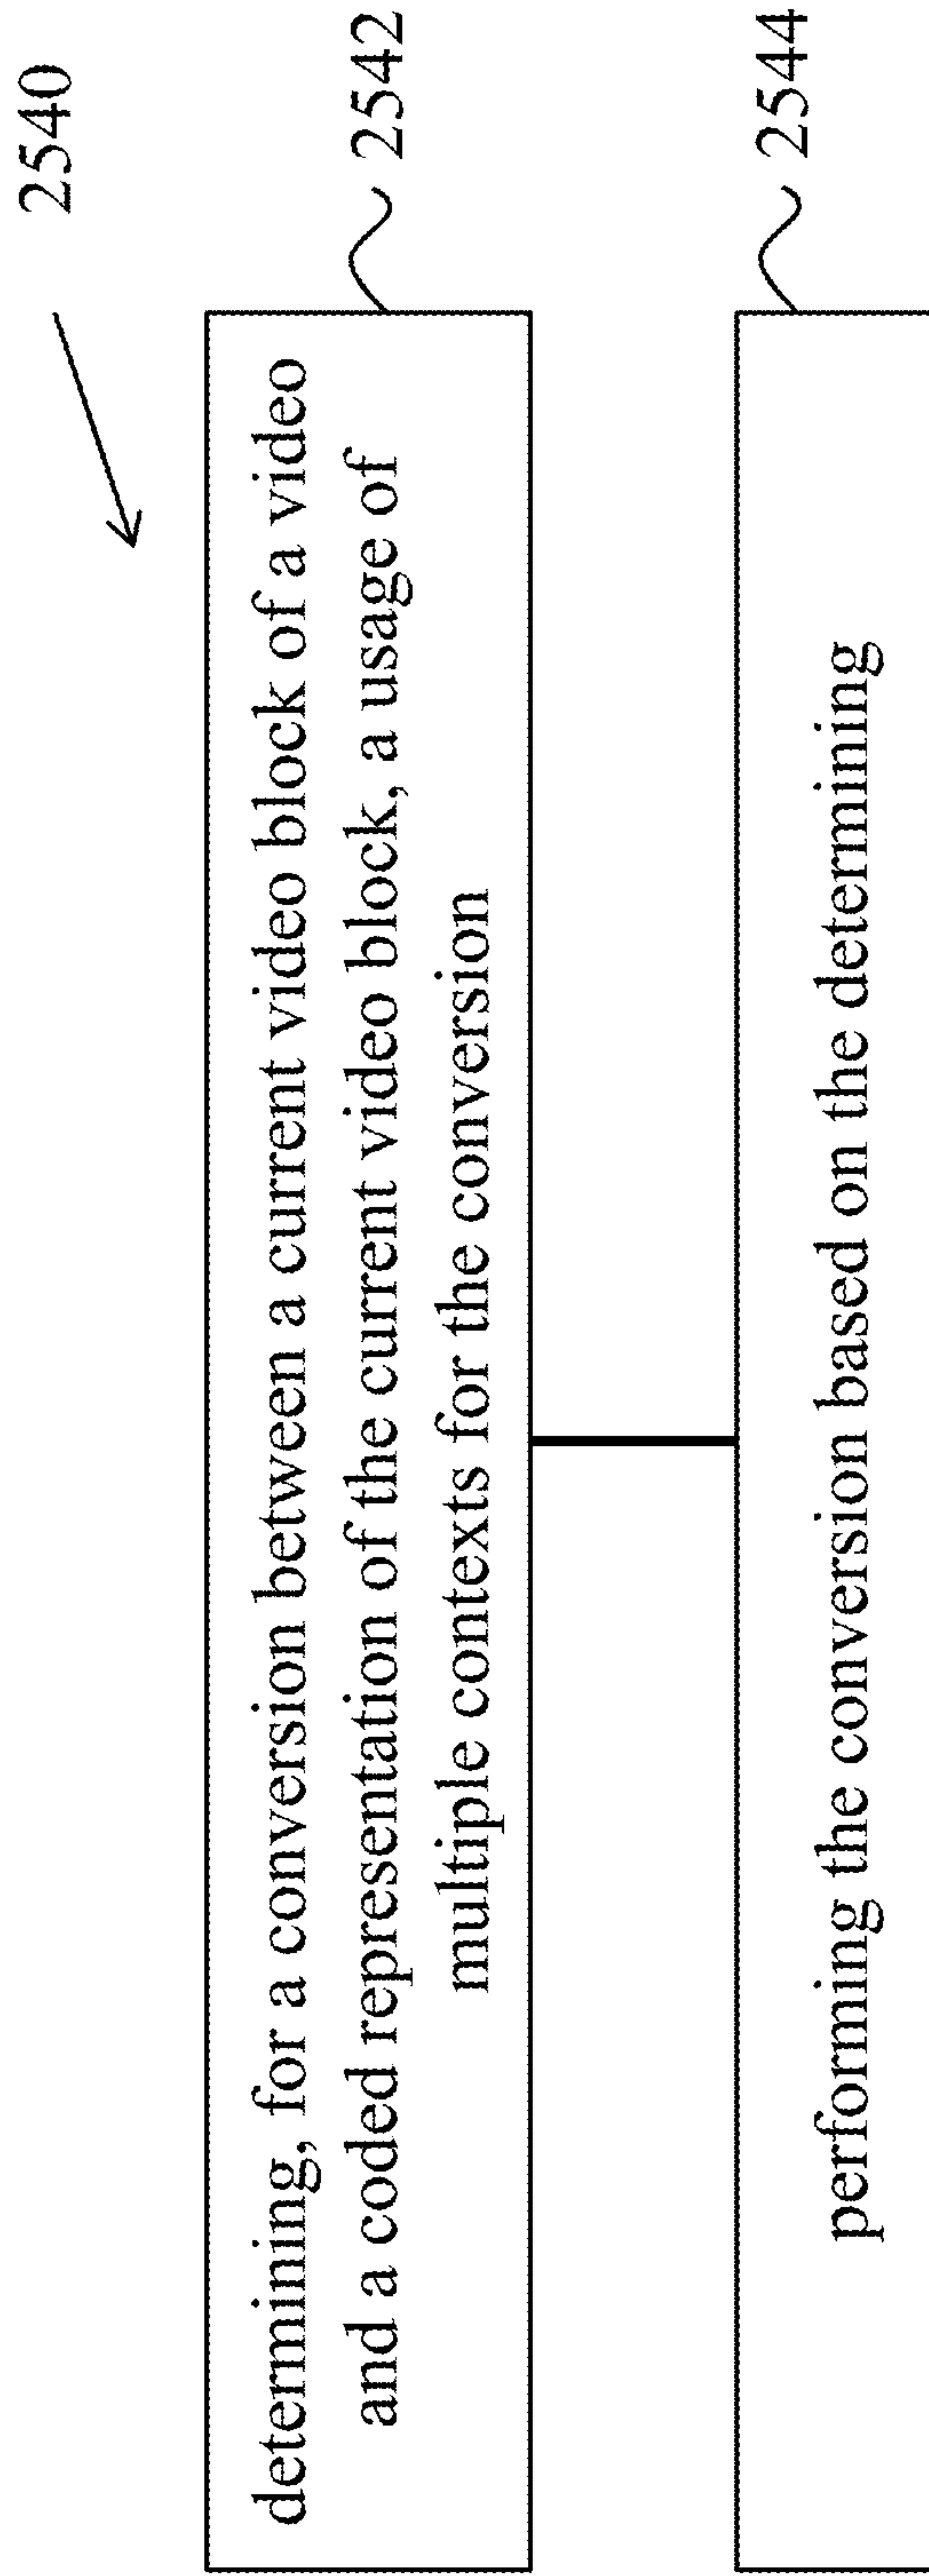 2540
determining, for a conversion between a current video block of a video
and a coded representation of the current video block, a usage of
multiple contexts for the conversion
2542
performing the conversion based on the determining
2544